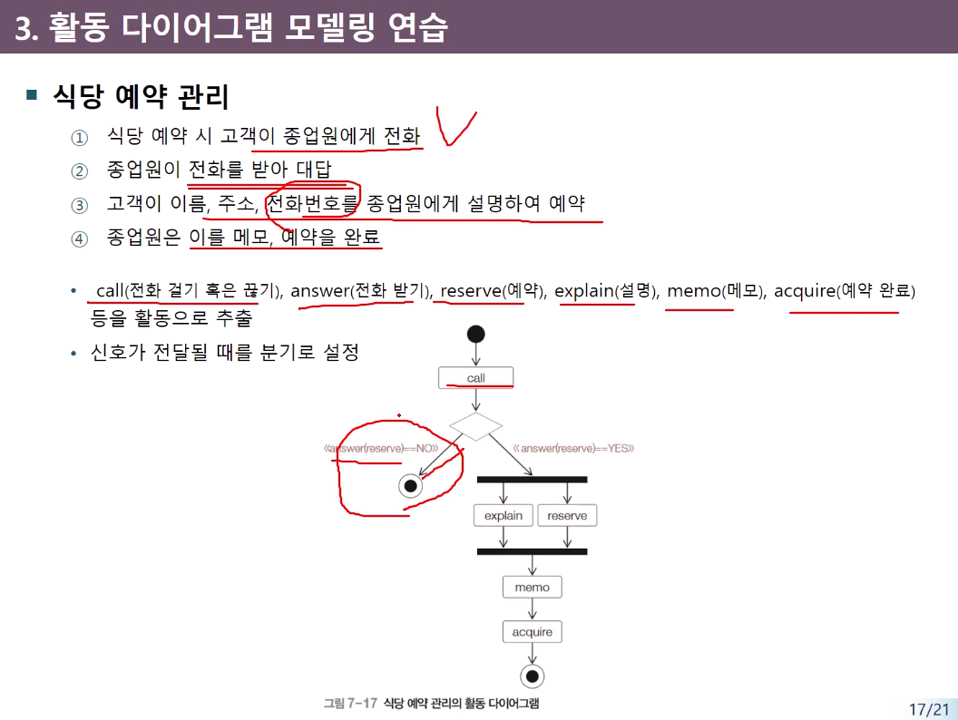 3. 활동 다이어그램 모델링 연습
식당 예약 관리
① 식당 예약 시 고객이 종업원에게 전화
② 종업원이 전화를 받아 대답
③ 고객이 이름, 주소, 전화번호를 종업원에게 설명하여 예약
④ 종업원은 이를 메모, 예약을 완료
• call(전화 걸기 혹은 끊기), answer(전화 받기), reserve(예약), explain(설명), memo(메모), acquire(예약 완료)
등을 활동으로 추출
• 신호가 전달될 때를 분기로 설정
call
《answer(reserve)==NO》 《answer(reserve)==YES》
explain reserve
memo
acquire
그림 7-17 식당 예약 관리의 활동 다이어그램
17/21